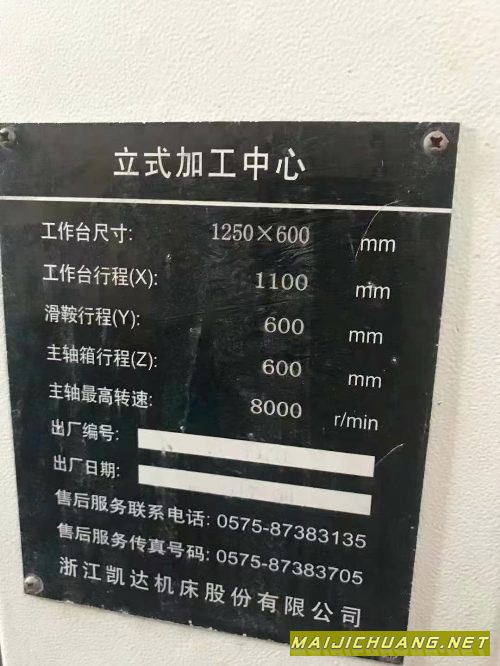 立式加工中心
工作台尺寸: 1250×600 mm
工作台行程(X): 1100 mm
滑鞍行程(Y): 600 mm
主轴箱行程(Z): 600 mm
主轴最高转速: 8000 r/min
出厂编号:
出厂日期:
售后服务联系电话: 0575-87383135
售后服务传真号码: 0575-87383705
浙江凯达机床股份有限公司
MAIJICHUANG.NET